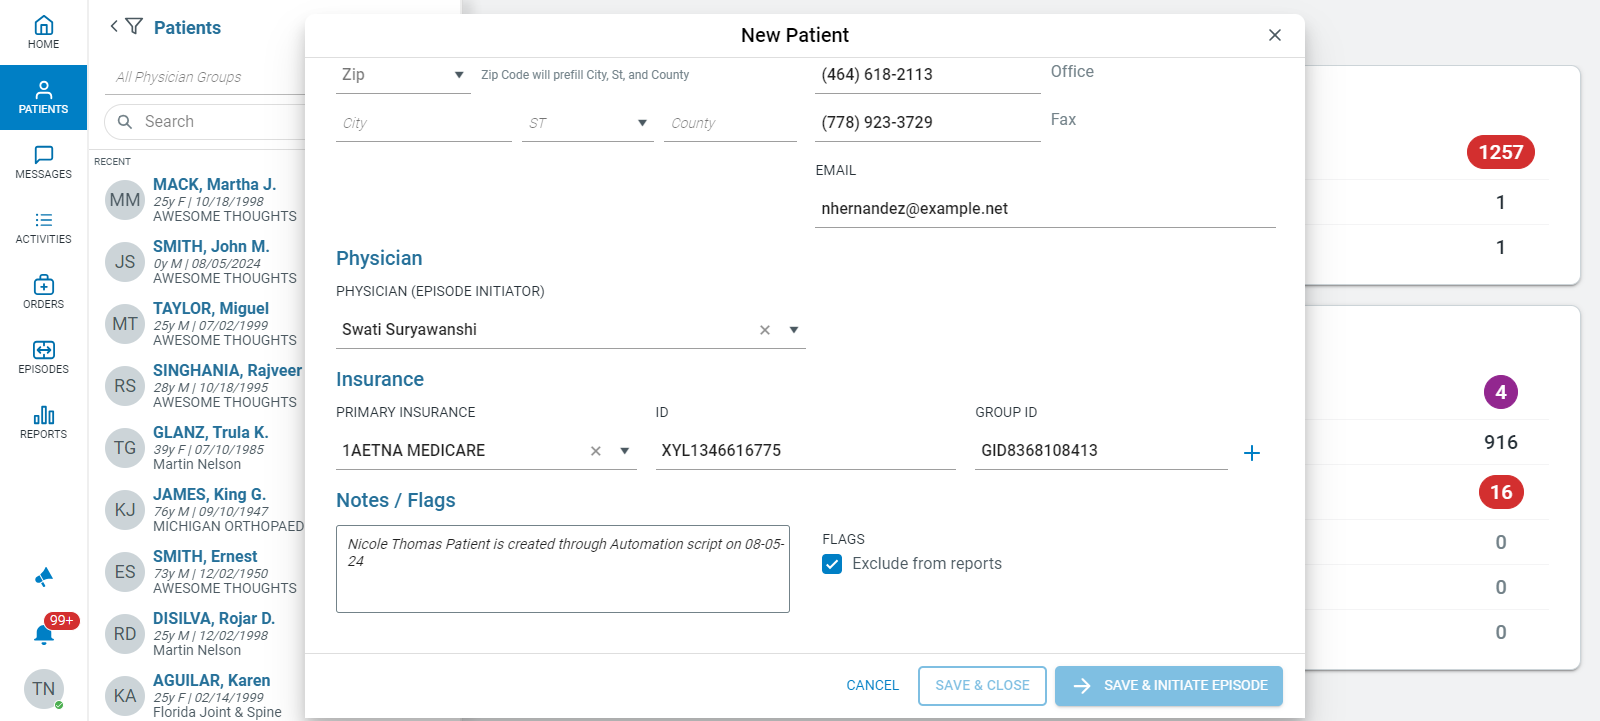 HOME
PATIENTS
MESSAGES
ACTIVITIES
ORDERS
EPISODES
REPORTS
99+
TN
Patients
All Physician Groups
Search
RECENT
MM
MACK, Martha J.
25y F | 10/18/1998
AWESOME THOUGHTS
JS
SMITH, John M.
0y M | 08/05/2024
AWESOME THOUGHTS
MT
TAYLOR, Miguel
25y M | 07/02/1999
AWESOME THOUGHTS
RS
SINGHANIA, Rajveer
28y M | 10/18/1995
AWESOME THOUGHTS
TG
GLANZ, Trula K.
39y F | 07/10/1985
Martin Nelson
KJ
JAMES, King G.
76y M | 09/10/1947
MICHIGAN ORTHOPAED
ES
SMITH, Ernest
73y M | 12/02/1950
AWESOME THOUGHTS
RD
DISILVA, Rojar D.
25y M | 12/02/1998
Martin Nelson
KA
AGUILAR, Karen
25y F | 02/14/1999
Florida Joint & Spine
New Patient
Zip
Zip Code will prefill City, St, and County
(464) 618-2113
Office
City
ST
County
(778) 923-3729
Fax
EMAIL
nhernandez@example.net
Physician
PHYSICIAN (EPISODE INITIATOR)
Swati Suryawanshi
Insurance
PRIMARY INSURANCE
ID
GROUP ID
1AETNA MEDICARE
XYL1346616775
GID8368108413
Notes / Flags
Nicole Thomas Patient is created through Automation script on 08-05-
24
FLAGS
Exclude from reports
CANCEL
SAVE & CLOSE
SAVE & INITIATE EPISODE
1257
1
1
4
916
16
0
0
0